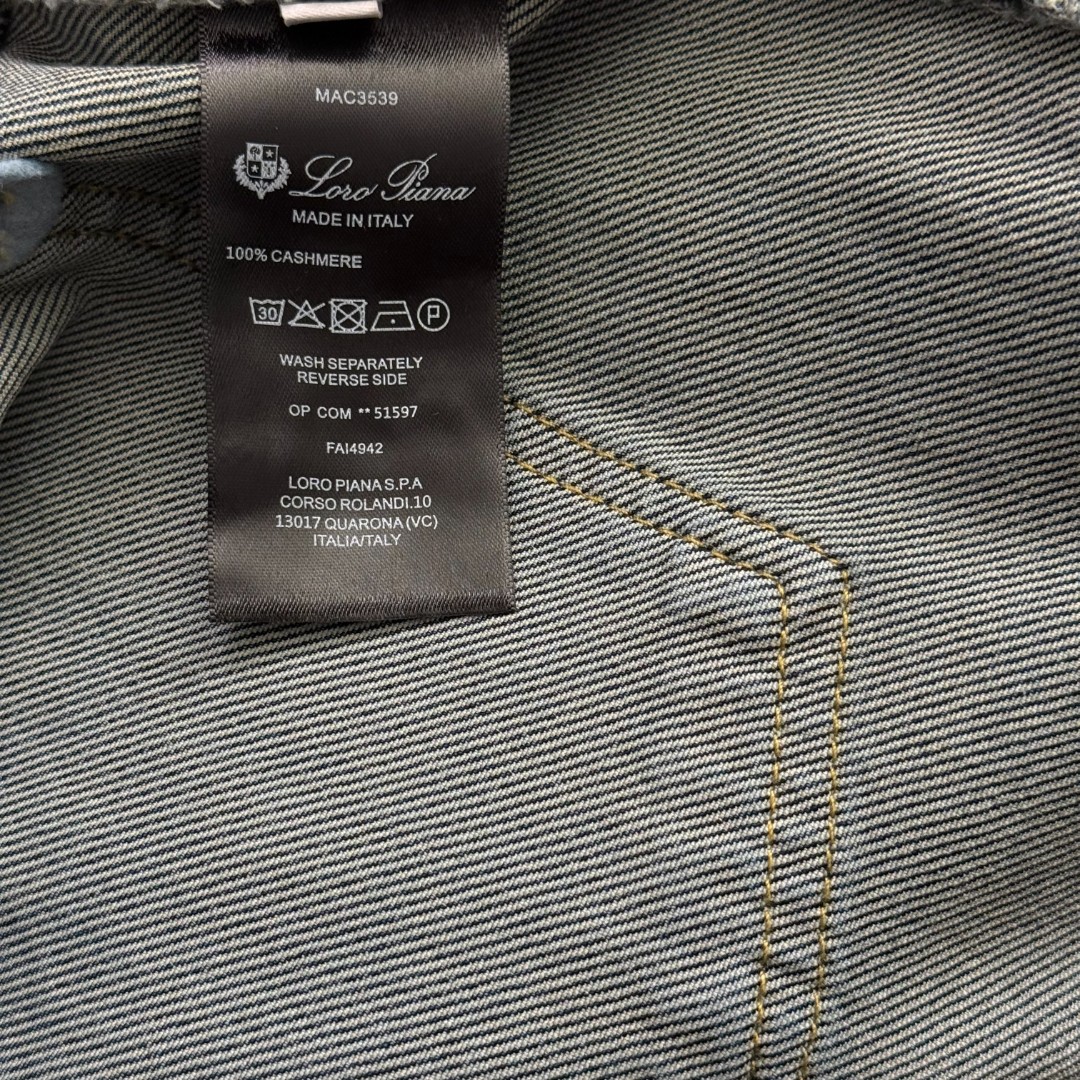 MAC3539
Loro Piana
MADE IN ITALY
100% CASHMERE
30 P
WASH SEPARATELY
REVERSE SIDE
OP COM **51597
FAI4942
LORO PIANA S.P.A
CORSO ROLANDI.10
13017 QUARONA (VC)
ITALIA/ITALY